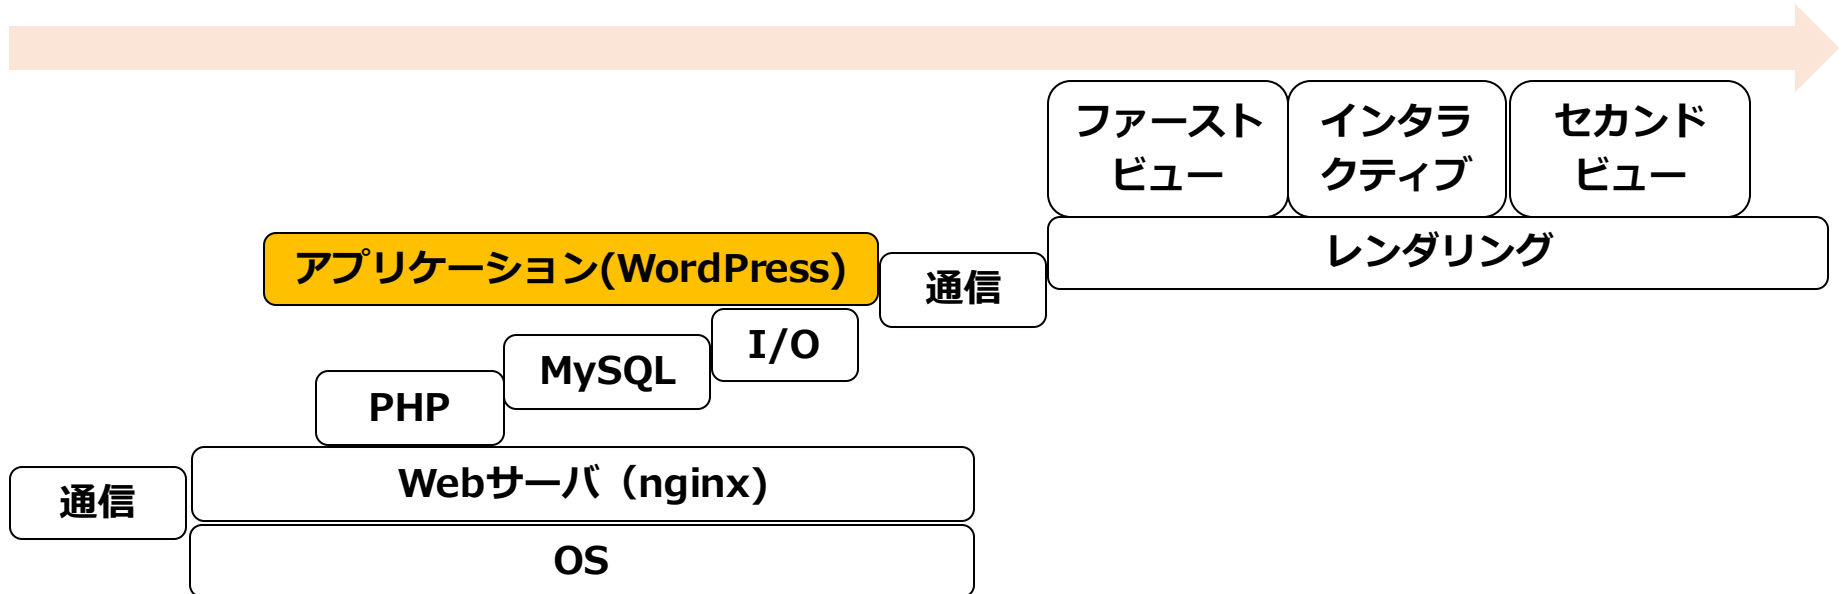 ファースト
ビュー
インタラ
クティブ
セカンド
ビュー
レンダリング
アプリケーション(WordPress)
通信
I/O
MySQL
PHP
Webサーバ（nginx)
通信
OS